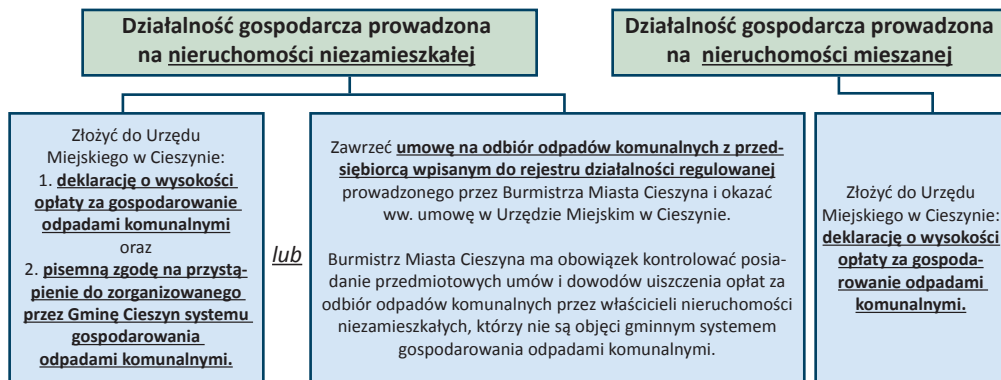 Działalność gospodarcza prowadzona
na nieruchomości niezamieszkałej
Działalność gospodarcza prowadzona
na nieruchomości mieszanej
Złożyć do Urzędu
Miejskiego w Cieszynie:
1. deklarację o wysokości
opłaty za gospodarowanie
odpadami komunalnymi
oraz
2. pisemną zgodę na przystą-
pienie do zorganizowanego
przez Gminę Cieszyn systemu
gospodarowania
odpadami komunalnymi.
lub
Zawrzeć umowę na odbiór odpadów komunalnych z przed-
siębiorcą wpisanym do rejestru działalności regulowanej
prowadzonego przez Burmistrza Miasta Cieszyna i okazać
ww. umowę w Urzędzie Miejskim w Cieszynie.
Burmistrz Miasta Cieszyna ma obowiązek kontrolować posia-
danie przedmiotowych umów i dowodów uiszczenia opłat za
odbiór odpadów komunalnych przez właścicieli nieruchomości
niezamieszkałych, którzy nie są objęci gminnym systemem
gospodarowania odpadami komunalnymi.
Złożyć do Urzędu
Miejskiego w Cieszynie:
deklarację o wysokości
opłaty za gospoda-
rowanie odpadami
komunalnymi.